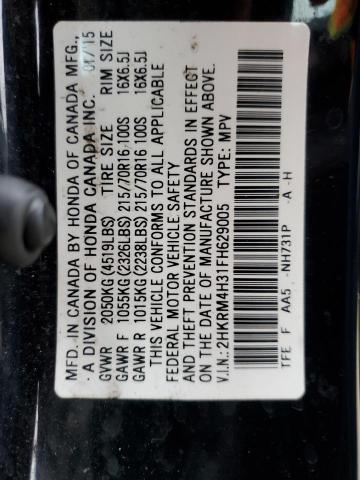 MFD. IN CANADA BY HONDA OF CANADA MFG.,
A DIVISION OF HONDA CANADA INC. 01/15
GVWR 2050KG(4519LBS) TIRE SIZE RIM SIZE
GAWR F 1055KG(2326LBS) 215/70R16 100S 16X6.5J
GAWR R 1015KG(2238LBS) 215/70R16 100S 16X6.5J
THIS VEHICLE CONFORMS TO ALL APPLICABLE
FEDERAL MOTOR VEHICLE SAFETY
AND THEFT PREVENTION STANDARDS IN EFFECT
ON THE DATE OF MANUFACTURE SHOWN ABOVE.
V.I.N.: 2HKRM4H31FH629005 TYPE: MPV
TFE F AA5 -NH731P -A -H